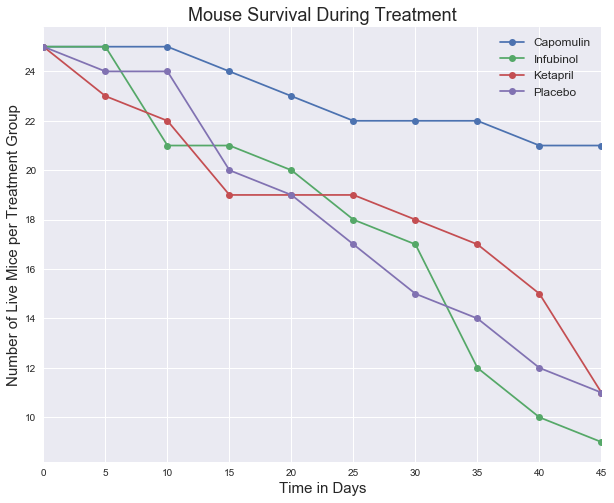 Mouse Survival During Treatment
Capomulin
Infubinol
Ketapril
Placebo
Number of Live Mice per Treatment Group
24
22
20
18
16
14
12
10
0 5 10 15 20 25 30 35 40 45
Time in Days